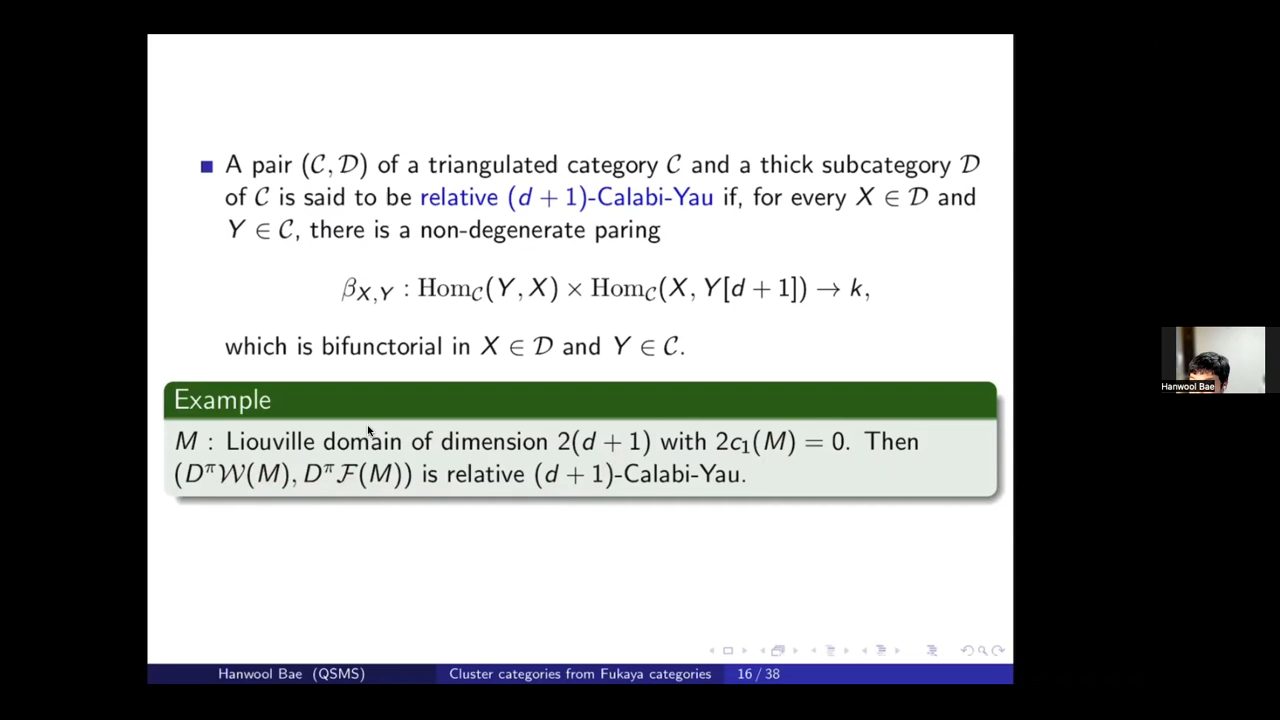 A pair (𝒞, 𝒟) of a triangulated category 𝒞 and a thick subcategory 𝒟
of 𝒞 is said to be relative (d + 1)-Calabi-Yau if, for every X ∈ 𝒟 and
Y ∈ 𝒞, there is a non-degenerate paring
β_{X,Y} : Hom_𝒞(Y, X) × Hom_𝒞(X, Y[d + 1]) → k,
which is bifunctorial in X ∈ 𝒟 and Y ∈ 𝒞.
Example
M : Liouville domain of dimension 2(d + 1) with 2c₁(M) = 0. Then
(D^π𝒲(M), D^πℱ(M)) is relative (d + 1)-Calabi-Yau.
Hanwool Bae
Hanwool Bae (QSMS) Cluster categories from Fukaya categories 16 / 38